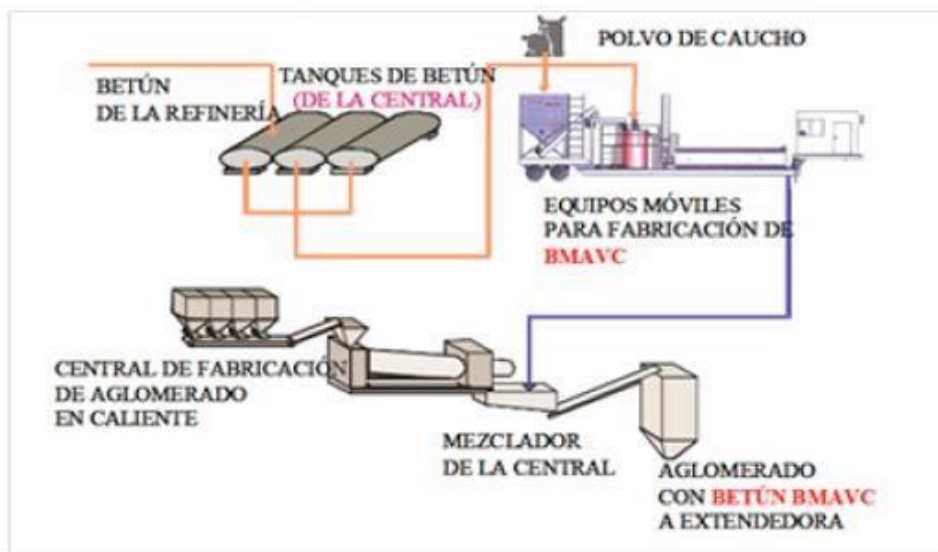 POLVO DE CAUCHO
BETÚN
DE LA REFINERÍA
TANQUES DE BETÚN
(DE LA CENTRAL)
EQUIPOS MÓVILES
PARA FABRICACIÓN DE
BMAVC
CENTRAL DE FABRICACIÓN
DE AGLOMERADO
EN CALIENTE
MEZCLADOR
DE LA CENTRAL
AGLOMERADO
CON BETÚN BMAVC
A EXTENDEDORA